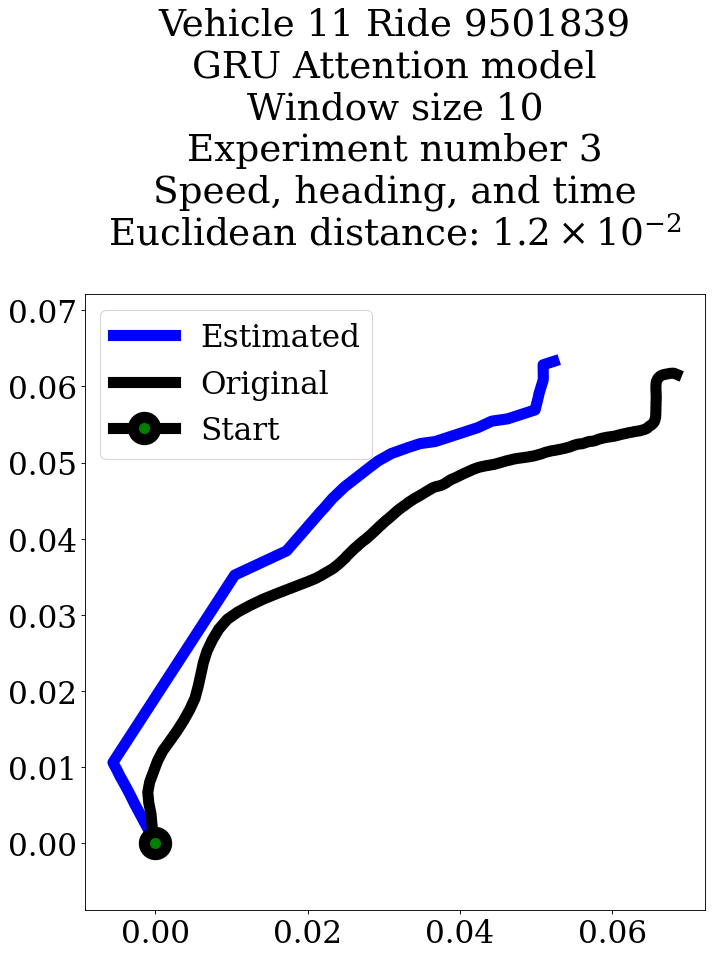 Vehicle 11 Ride 9501839
GRU Attention model
Window size 10
Experiment number 3
Speed, heading, and time
Euclidean distance: 1.2 × 10⁻²
Estimated
Original
Start
0.07
0.06
0.05
0.04
0.03
0.02
0.01
0.00
0.00 0.02 0.04 0.06